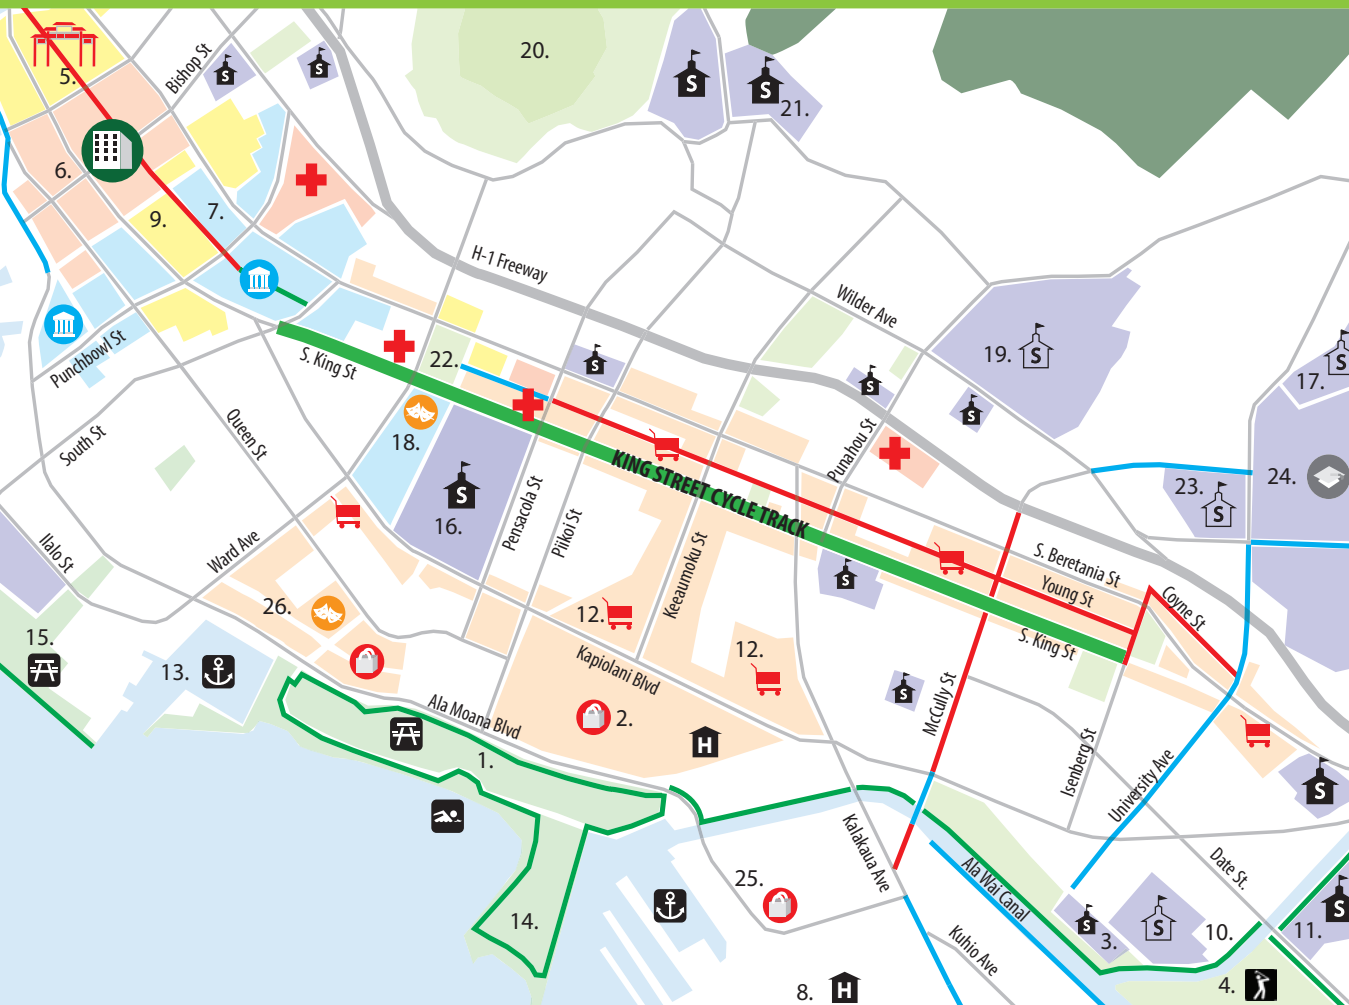 5.
Bishop St
S
S
20.
S
S
21.
6.
9.
7.
H-1 Freeway
Wilder Ave
Punchbowl St
S. King St
22.
S
S
S
19.
S
17.
S
Queen St
South St
18.
Punahou St
KING STREET CYCLE TRACK
S
16.
Pensacola St
Piikoi St
Keeaumoku St
23.
S
24.
Ilalo St
Ward Ave
S
S. Beretania St
Young St
Coyne St
S. King St
26.
12.
12.
15.
13.
Kapiolani Blvd
Ala Moana Blvd
2.
H
S
McCully St
Isenberg St
University Ave
S
1.
Kalakaua Ave
Date St.
25.
Ala Wai Canal
14.
S
3.
S
10.
11.
S
Kuhio Ave
8.
H
4.